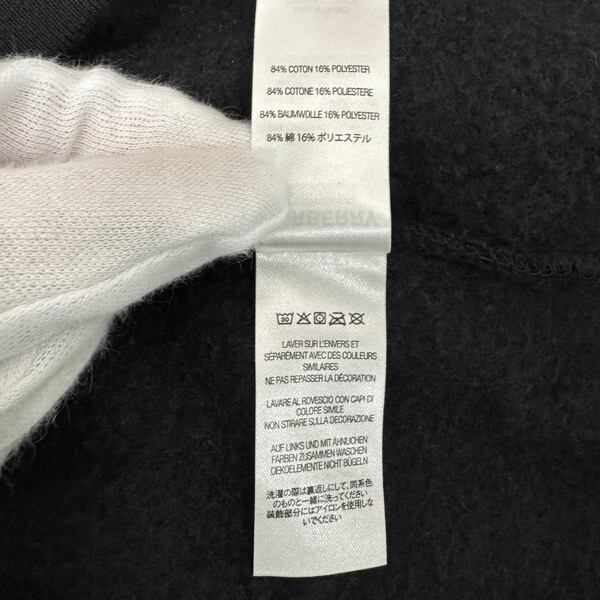 84% COTTON 16% POLYESTER
84% COTONE 16% POLIESTERE
84% BAUMWOLLE 16% POLYESTER
84% 綿 16% ポリエステル
RBERRY
30
LAVER SUR L'ENVERS ET
SÉPARÉMENT AVEC DES COULEURS
SIMILAIRES
NE PAS REPASSER LA DÉCORATION
LAVARE AL ROVESCIO CON CAPI DI
COLORE SIMILE
NON STIRARE SULLA DECORAZIONE
AUF LINKS UND MIT ÄHNLICHEN
FARBEN ZUSAMMEN WASCHEN
DEKOELEMENTE NICHT BÜGELN
洗濯の際は裏返しにして、同系色
のものと一緒に洗ってください
装飾部分にはアイロンを使用しな
いでください